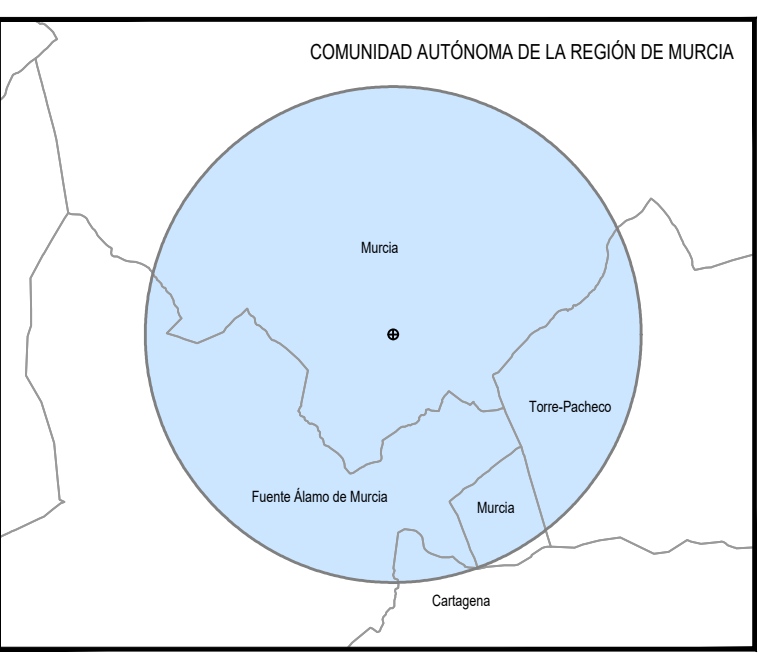 COMUNIDAD AUTÓNOMA DE LA REGIÓN DE MURCIA
Murcia
Torre-Pacheco
Fuente Álamo de Murcia
Murcia
Cartagena